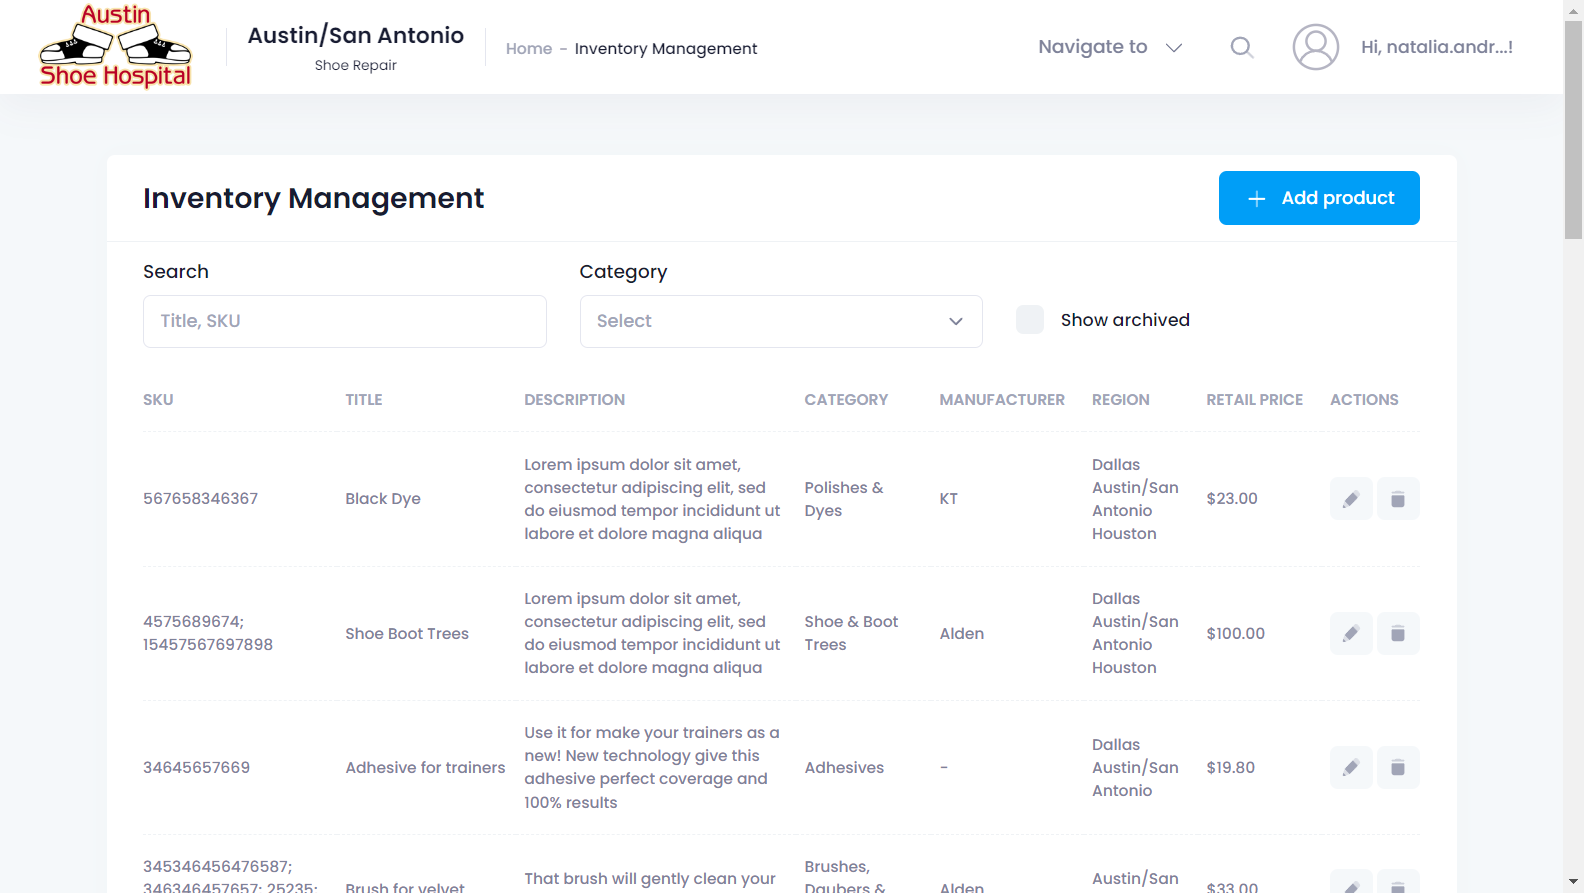 Austin
Shoe Hospital
Austin/San Antonio
Shoe Repair
Home - Inventory Management
Navigate to
Hi, natalia.andr...!
Inventory Management
Add product
Search
Category
Title, SKU
Select
Show archived
SKU TITLE DESCRIPTION CATEGORY MANUFACTURER REGION RETAIL PRICE ACTIONS
567658346367
Black Dye
Lorem ipsum dolor sit amet,
consectetur adipiscing elit, sed
do eiusmod tempor incididunt ut
labore et dolore magna aliqua
Polishes &
Dyes
KT
Dallas
Austin/San
Antonio
Houston
$23.00
4575689674;
15457567697898
Shoe Boot Trees
Lorem ipsum dolor sit amet,
consectetur adipiscing elit, sed
do eiusmod tempor incididunt ut
labore et dolore magna aliqua
Shoe & Boot
Trees
Alden
Dallas
Austin/San
Antonio
Houston
$100.00
34645657669
Adhesive for trainers
Use it for make your trainers as a
new! New technology give this
adhesive perfect coverage and
100% results
Adhesives
-
Dallas
Austin/San
Antonio
$19.80
345346456476587;
346346457657; 25235;
Brush for velvet
That brush will gently clean your
Brushes,
Daubers &
Alden
Austin/San
$33.00